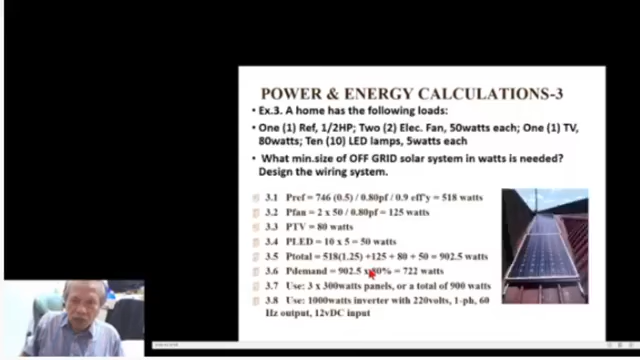 POWER & ENERGY CALCULATIONS-3
• Ex.3. A home has the following loads:
One (1) Ref, 1/2HP; Two (2) Elec. Fan, 50watts each; One (1) TV,
80watts; Ten (10) LED lamps, 5watts each
• What min.size of OFF GRID solar system in watts is needed?
Design the wiring system.
3.1 Pref = 746 (0.5) / 0.80pf / 0.9 eff'y = 518 watts
3.2 Pfan = 2 x 50 / 0.80pf = 125 watts
3.3 PTV = 80 watts
3.4 PLED = 10 x 5 = 50 watts
3.5 Ptotal = 518(1.25) +125 + 80 + 50 = 902.5 watts
3.6 Pdemand = 902.5 x 80% = 722 watts
3.7 Use: 3 x 300watts panels, or a total of 900 watts
3.8 Use: 1000watts inverter with 220volts, 1-ph, 60
Hz output, 12vDC input